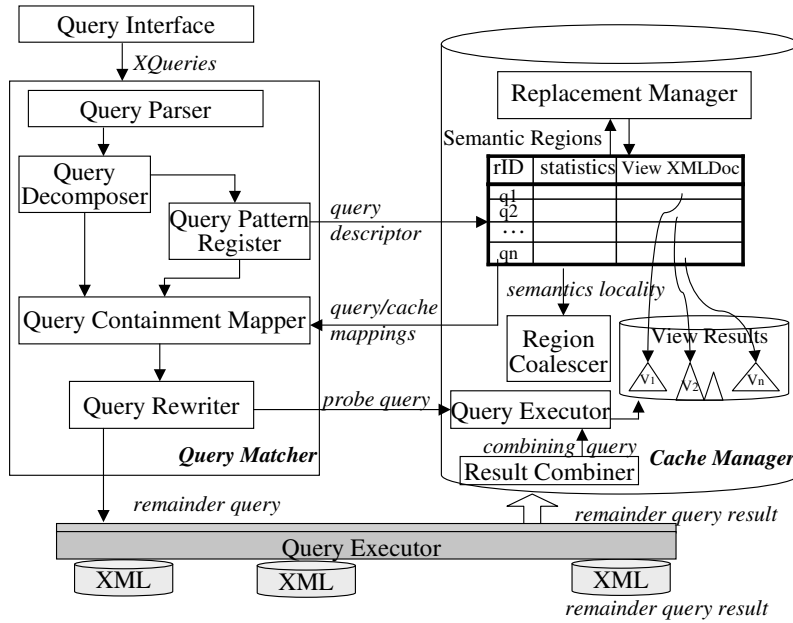 Query Interface
XQueries
Query Parser
Query
Decomposer
Query Pattern
Register
Query Containment Mapper
Query Rewriter
Query Matcher
query
descriptor
query/cache
mappings
probe query
remainder query
Replacement Manager
Semantic Regions
rID statistics View XMLDoc
q1
q2
...
qn
semantics locality
Region
Coalescer
View Results
V1 V2 Vn
Query Executor
combining query
Result Combiner
Cache Manager
remainder query result
Query Executor
XML XML XML
remainder query result